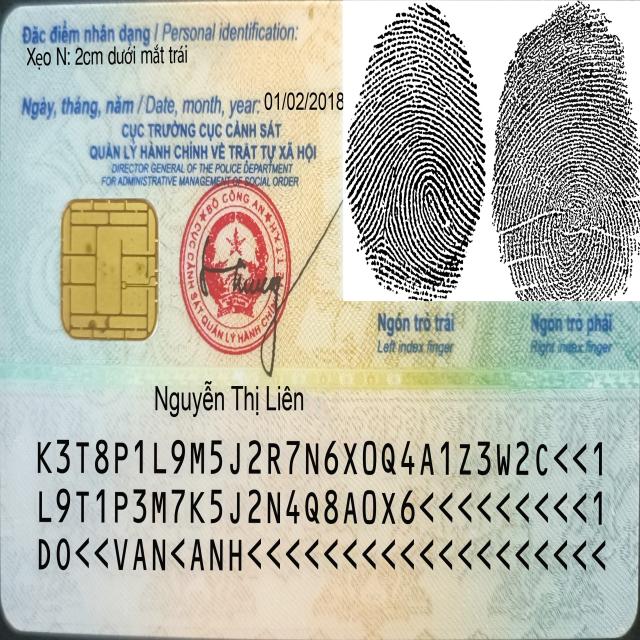 Đặc điểm nhân dạng / Personal identification:
Xẹo N: 2cm dưới mắt trái
Ngày, tháng, năm / Date, month, year: 01/02/2018
CỤC TRƯỞNG CỤC CẢNH SÁT
QUẢN LÝ HÀNH CHÍNH VỀ TRẬT TỰ XÃ HỘI
DIRECTOR GENERAL OF THE POLICE DEPARTMENT
FOR ADMINISTRATIVE MANAGEMENT OF SOCIAL ORDER
BỘ CÔNG AN
CỤC CẢNH SÁT QUẢN LÝ HÀNH CHÍNH
Ngón trỏ trái
Left index finger
Ngón trỏ phải
Right index finger
Nguyễn Thị Liên
K3T8P1L9M5J2R7N6X0Q4A1Z3W2C<<1
L9T1P3M7K5J2N4Q8A0X6<<<<<<<<<1
DO<<VAN<ANH<<<<<<<<<<<<<<<<<<<